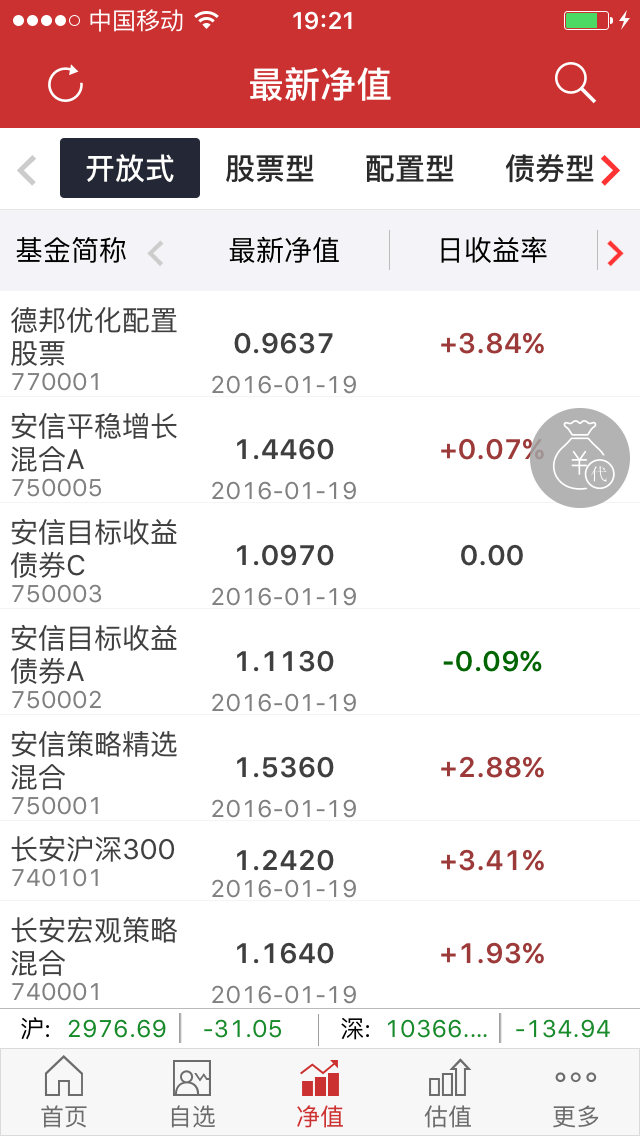 中国移动 19:21
最新净值
开放式 股票型 配置型 债券型
基金简称 最新净值 日收益率
德邦优化配置
股票
770001
0.9637
2016-01-19
+3.84%
安信平稳增长
混合A
750005
1.4460
2016-01-19
+0.07%
¥
代
安信目标收益
债券C
750003
1.0970
2016-01-19
0.00
安信目标收益
债券A
750002
1.1130
2016-01-19
-0.09%
安信策略精选
混合
750001
1.5360
2016-01-19
+2.88%
长安沪深300
740101
1.2420
2016-01-19
+3.41%
长安宏观策略
混合
740001
1.1640
2016-01-19
+1.93%
沪: 2976.69 -31.05 深: 10366.... -134.94
首页 自选 净值 估值 更多